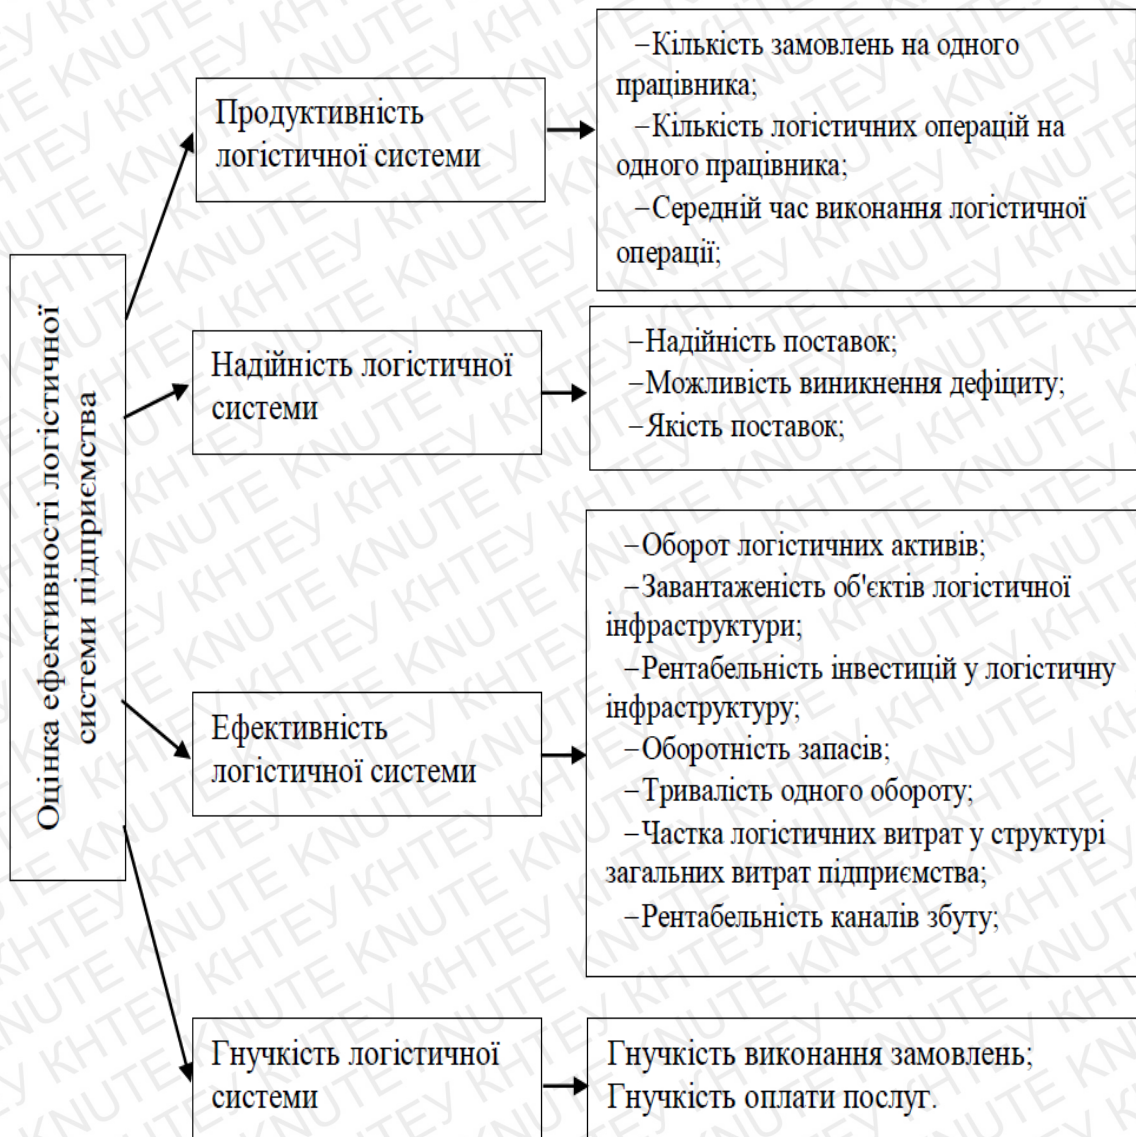 Оцінка ефективності логістичної
системи підприємства
Продуктивність
логістичної системи
–Кількість замовлень на одного
працівника;
–Кількість логістичних операцій на
одного працівника;
–Середній час виконання логістичної
операції;
Надійність логістичної
системи
–Надійність поставок;
–Можливість виникнення дефіциту;
–Якість поставок;
Ефективність
логістичної системи
–Оборот логістичних активів;
–Завантаженість об'єктів логістичної
інфраструктури;
–Рентабельність інвестицій у логістичну
інфраструктуру;
–Оборотність запасів;
–Тривалість одного обороту;
–Частка логістичних витрат у структурі
загальних витрат підприємства;
–Рентабельність каналів збуту;
Гнучкість логістичної
системи
Гнучкість виконання замовлень;
Гнучкість оплати послуг.
КНТЕУ KNUTE